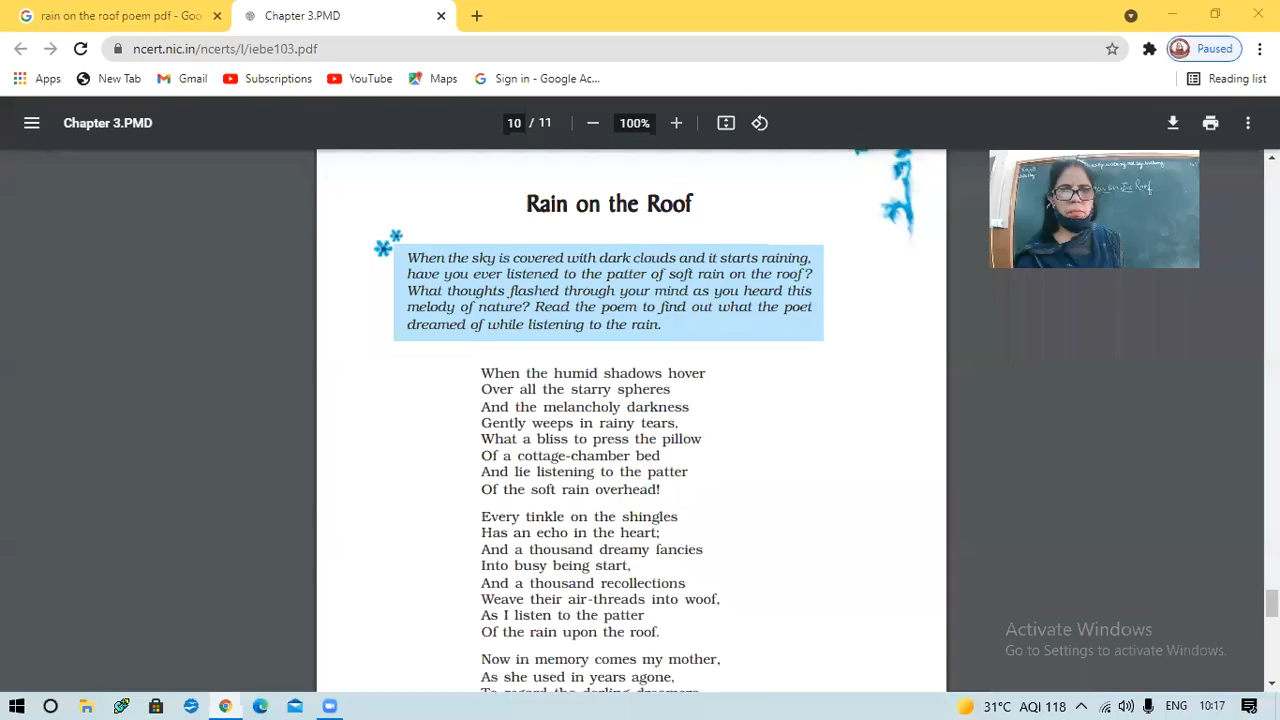 rain on the roof poem pdf - Goo
Chapter 3.PMD
ncert.nic.in/ncerts/l/iebe103.pdf
Paused
Apps
New Tab
Gmail
Subscriptions
YouTube
Maps
Sign in - Google Ac...
Reading list
Chapter 3.PMD
10 / 11
100%
Rain on the Roof
When the sky is covered with dark clouds and it starts raining,
have you ever listened to the patter of soft rain on the roof?
What thoughts flashed through your mind as you heard this
melody of nature? Read the poem to find out what the poet
dreamed of while listening to the rain.
When the humid shadows hover
Over all the starry spheres
And the melancholy darkness
Gently weeps in rainy tears,
What a bliss to press the pillow
Of a cottage-chamber bed
And lie listening to the patter
Of the soft rain overhead!
Every tinkle on the shingles
Has an echo in the heart;
And a thousand dreamy fancies
Into busy being start,
And a thousand recollections
Weave their air-threads into woof,
As I listen to the patter
Of the rain upon the roof.
Now in memory comes my mother,
As she used in years agone,
To regard the darling dreamers
Roof
Activate Windows
Go to Settings to activate Windows.
31°C AQI 118
ENG
10:17